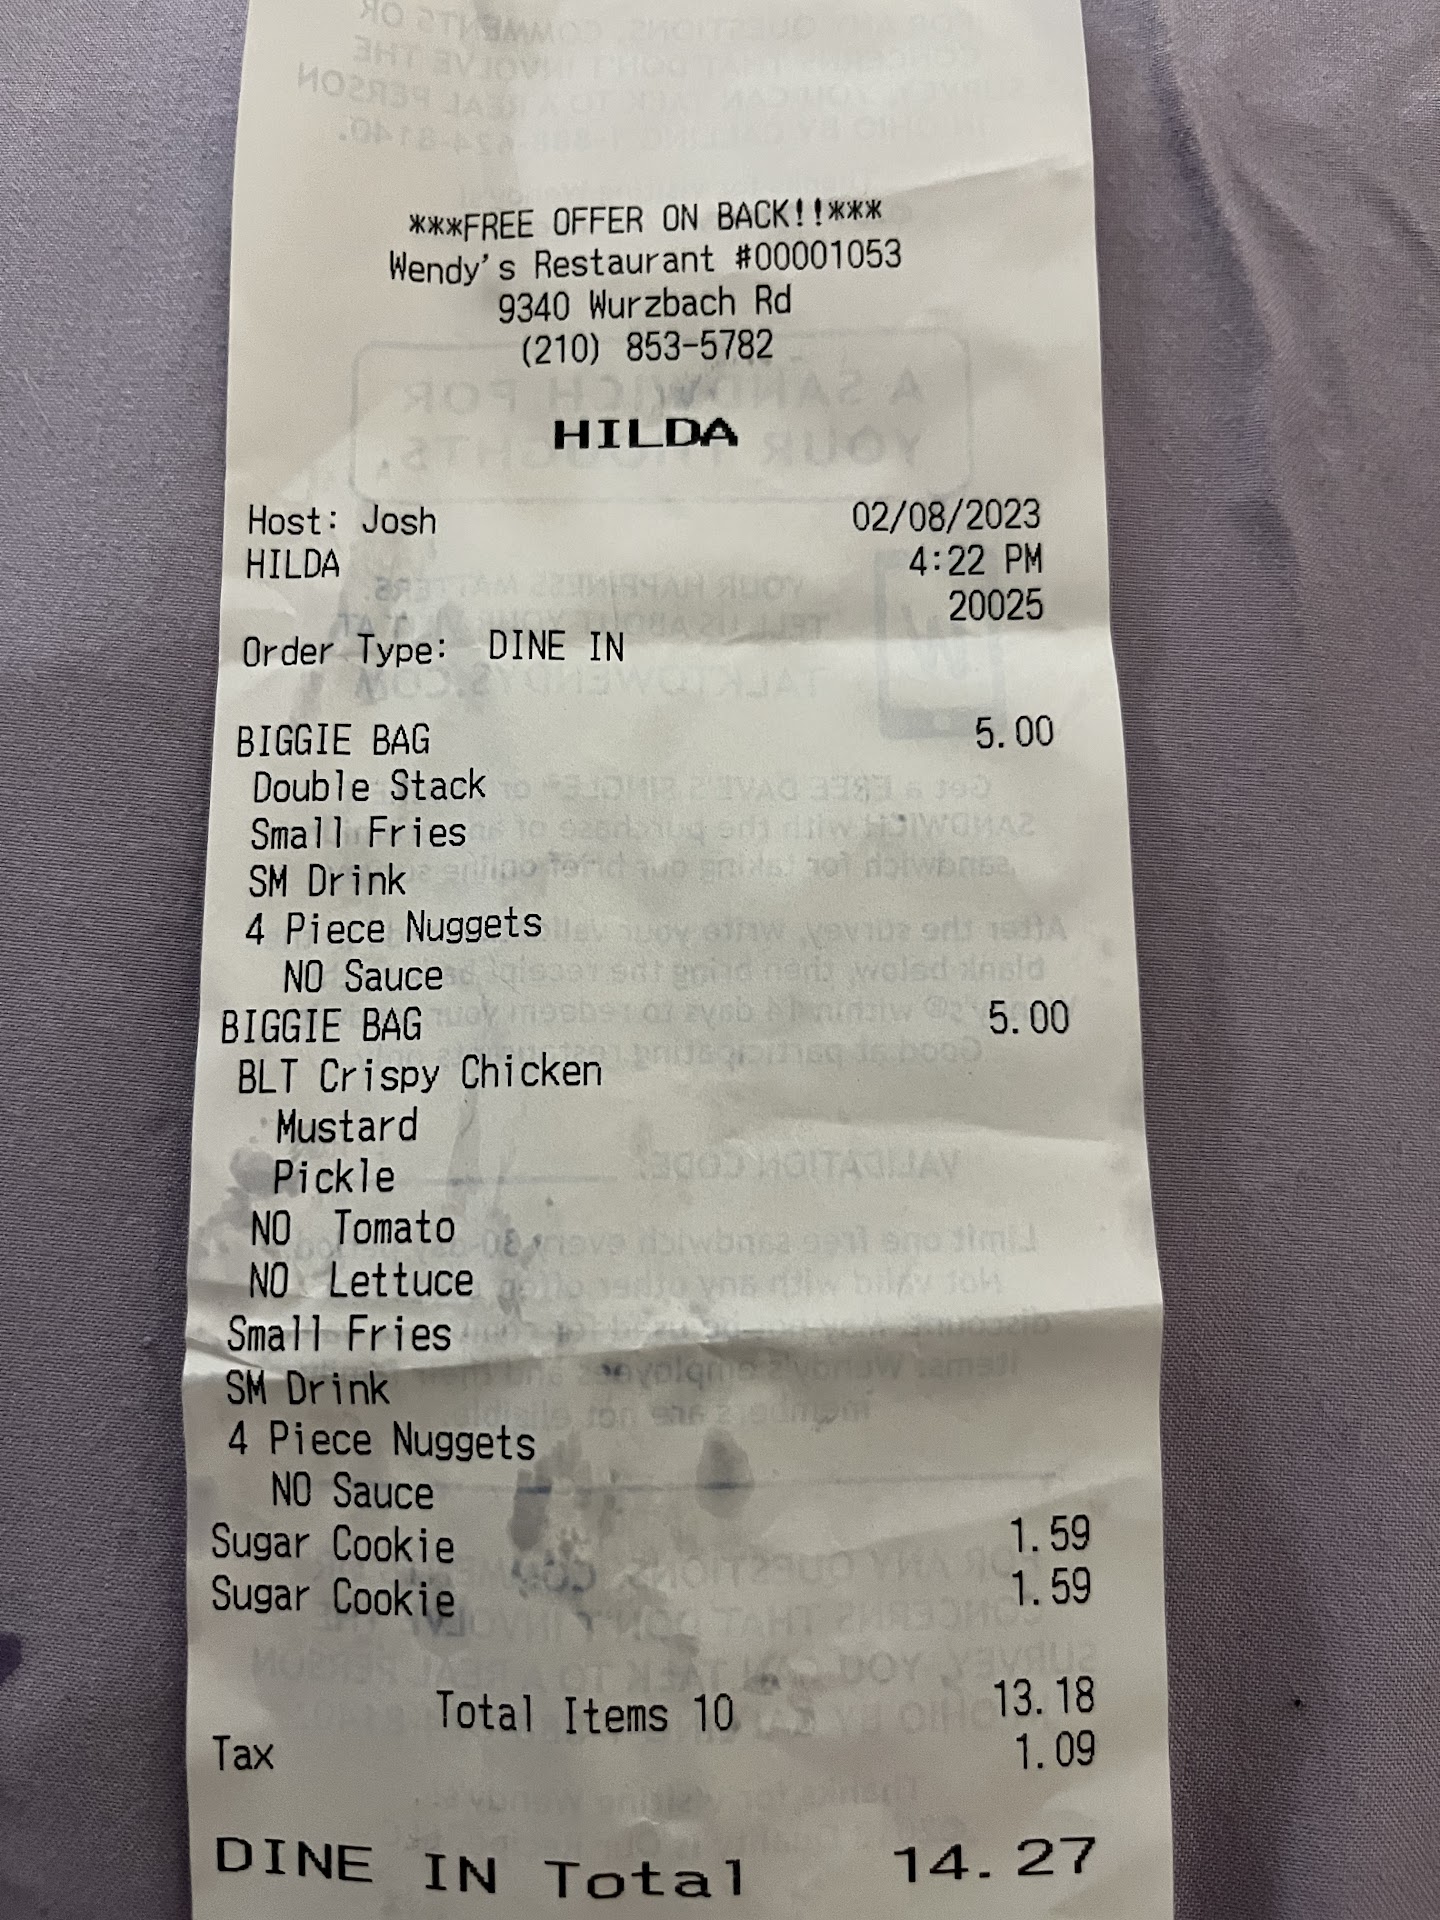 ***FREE OFFER ON BACK!!***
Wendy's Restaurant #00001053
9340 Wurzbach Rd
(210) 853-5782
HILDA
Host: Josh 02/08/2023
HILDA 4:22 PM
20025
Order Type: DINE IN
BIGGIE BAG 5.00
Double Stack
Small Fries
SM Drink
4 Piece Nuggets
NO Sauce
BIGGIE BAG 5.00
BLT Crispy Chicken
Mustard
Pickle
NO Tomato
NO Lettuce
Small Fries
SM Drink
4 Piece Nuggets
NO Sauce
Sugar Cookie 1.59
Sugar Cookie 1.59
Total Items 10 13.18
Tax 1.09
DINE IN Total 14.27